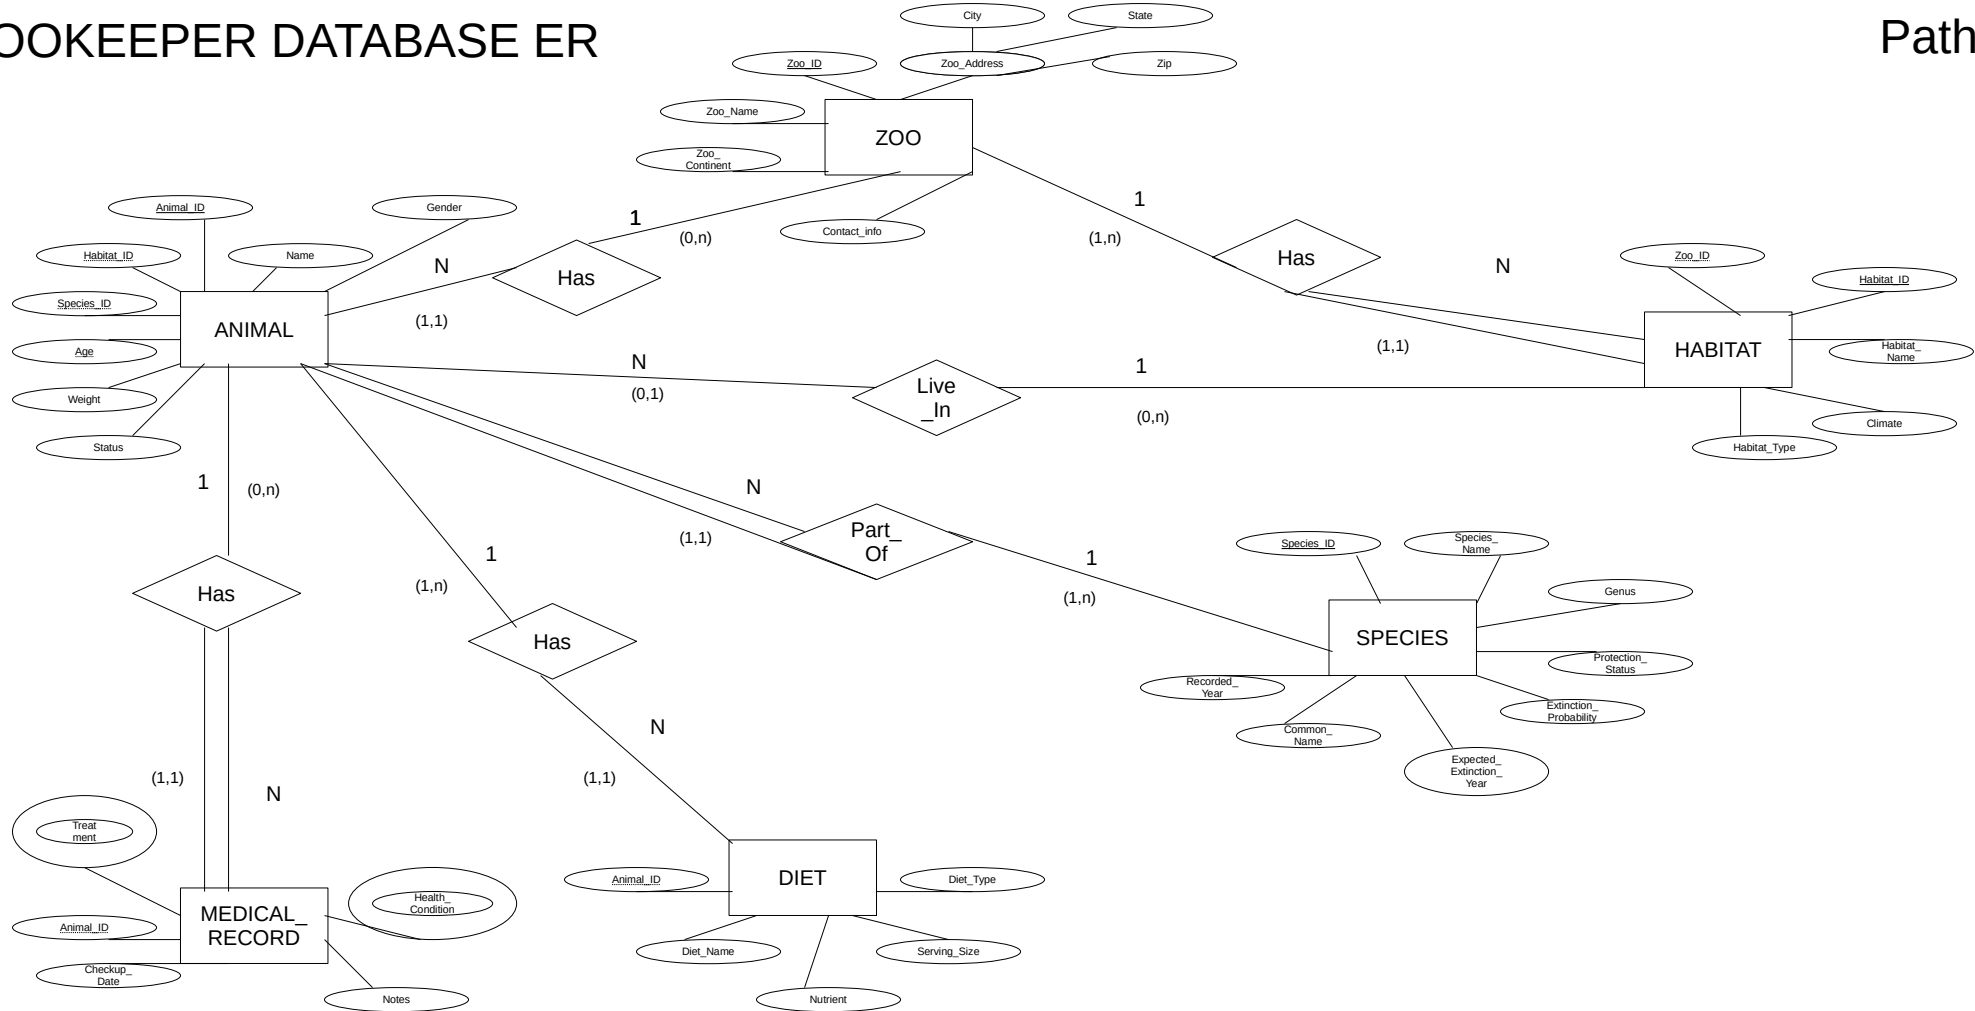 OOKEEPER DATABASE ER
Path
City
State
Zoo_ID
Zoo_Address
Zip
Zoo_Name
ZOO
Zoo_
Continent
Contact_info
1
(0,n)
1
(1,n)
Has
N
(1,1)
Has
N
(1,1)
Animal_ID
Gender
Habitat_ID
Name
Species_ID
ANIMAL
Age
Weight
Status
Zoo_ID
Habitat_ID
HABITAT
Habitat_
Name
Climate
Habitat_Type
N
(0,1)
Live
_In
1
(0,n)
1
(0,n)
Has
(1,1)
N
1
(1,n)
Has
N
(1,1)
N
(1,1)
Part_
Of
1
(1,n)
Species_ID
Species_
Name
Genus
SPECIES
Protection_
Status
Recorded_
Year
Extinction_
Probability
Common_
Name
Expected_
Extinction_
Year
Treat
ment
Health_
Condition
MEDICAL_
RECORD
Animal_ID
Checkup_
Date
Notes
Animal_ID
DIET
Diet_Type
Diet_Name
Serving_Size
Nutrient